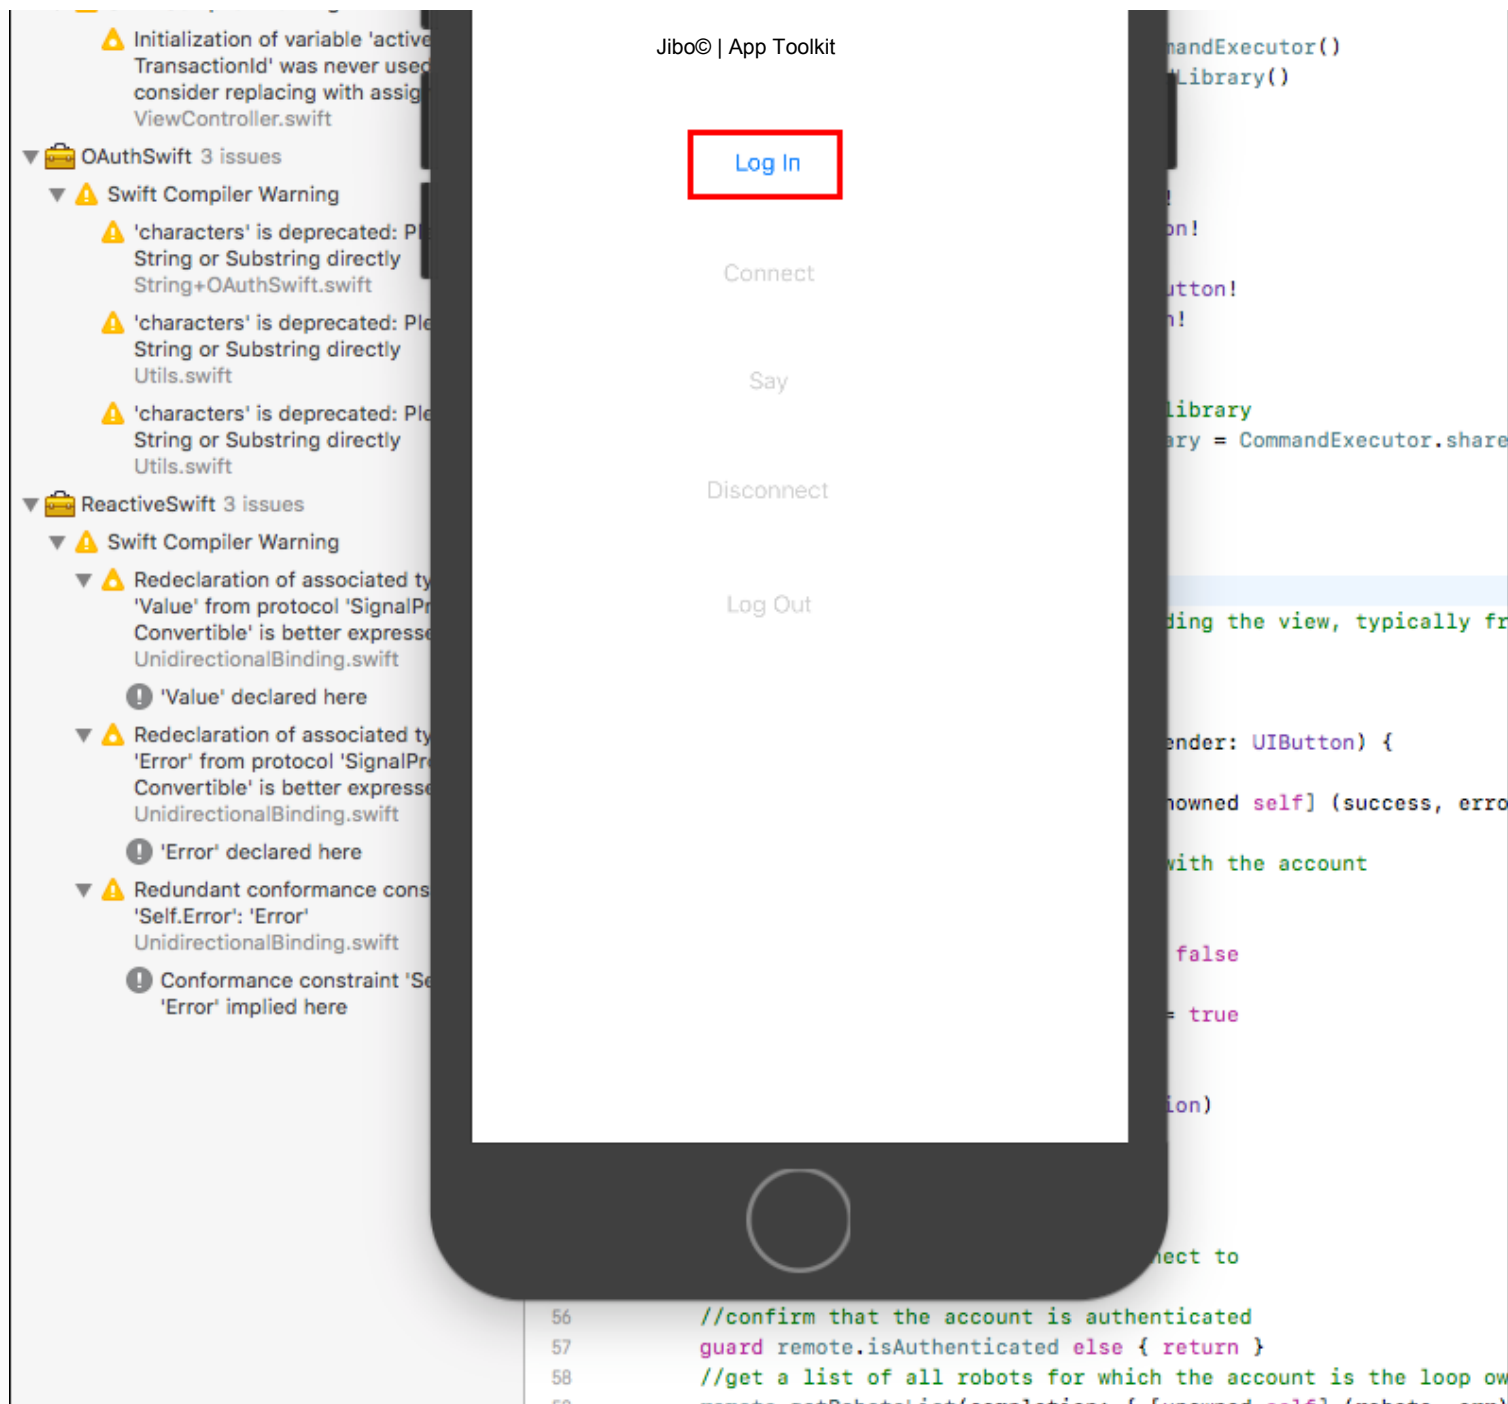 Initialization of variable 'active
TransactionId' was never used
consider replacing with assig
ViewController.swift
OAuthSwift 3 issues
Swift Compiler Warning
'characters' is deprecated: Pl
String or Substring directly
String+OAuthSwift.swift
'characters' is deprecated: Ple
String or Substring directly
Utils.swift
'characters' is deprecated: Ple
String or Substring directly
Utils.swift
ReactiveSwift 3 issues
Swift Compiler Warning
Redeclaration of associated ty
'Value' from protocol 'SignalPr
Convertible' is better expresse
UnidirectionalBinding.swift
'Value' declared here
Redeclaration of associated ty
'Error' from protocol 'SignalPro
Convertible' is better expresse
UnidirectionalBinding.swift
'Error' declared here
Redundant conformance cons
'Self.Error': 'Error'
UnidirectionalBinding.swift
Conformance constraint 'Se
'Error' implied here
Jibo© | App Toolkit
Log In
Connect
Say
Disconnect
Log Out
mandExecutor()
Library()
!
on!
utton!
n!
library
ary = CommandExecutor.share
ding the view, typically fr
ender: UIButton) {
nowned self] (success, erro
with the account
false
= true
ion)
nect to
56 //confirm that the account is authenticated
57 guard remote.isAuthenticated else { return }
58 //get a list of all robots for which the account is the loop ow